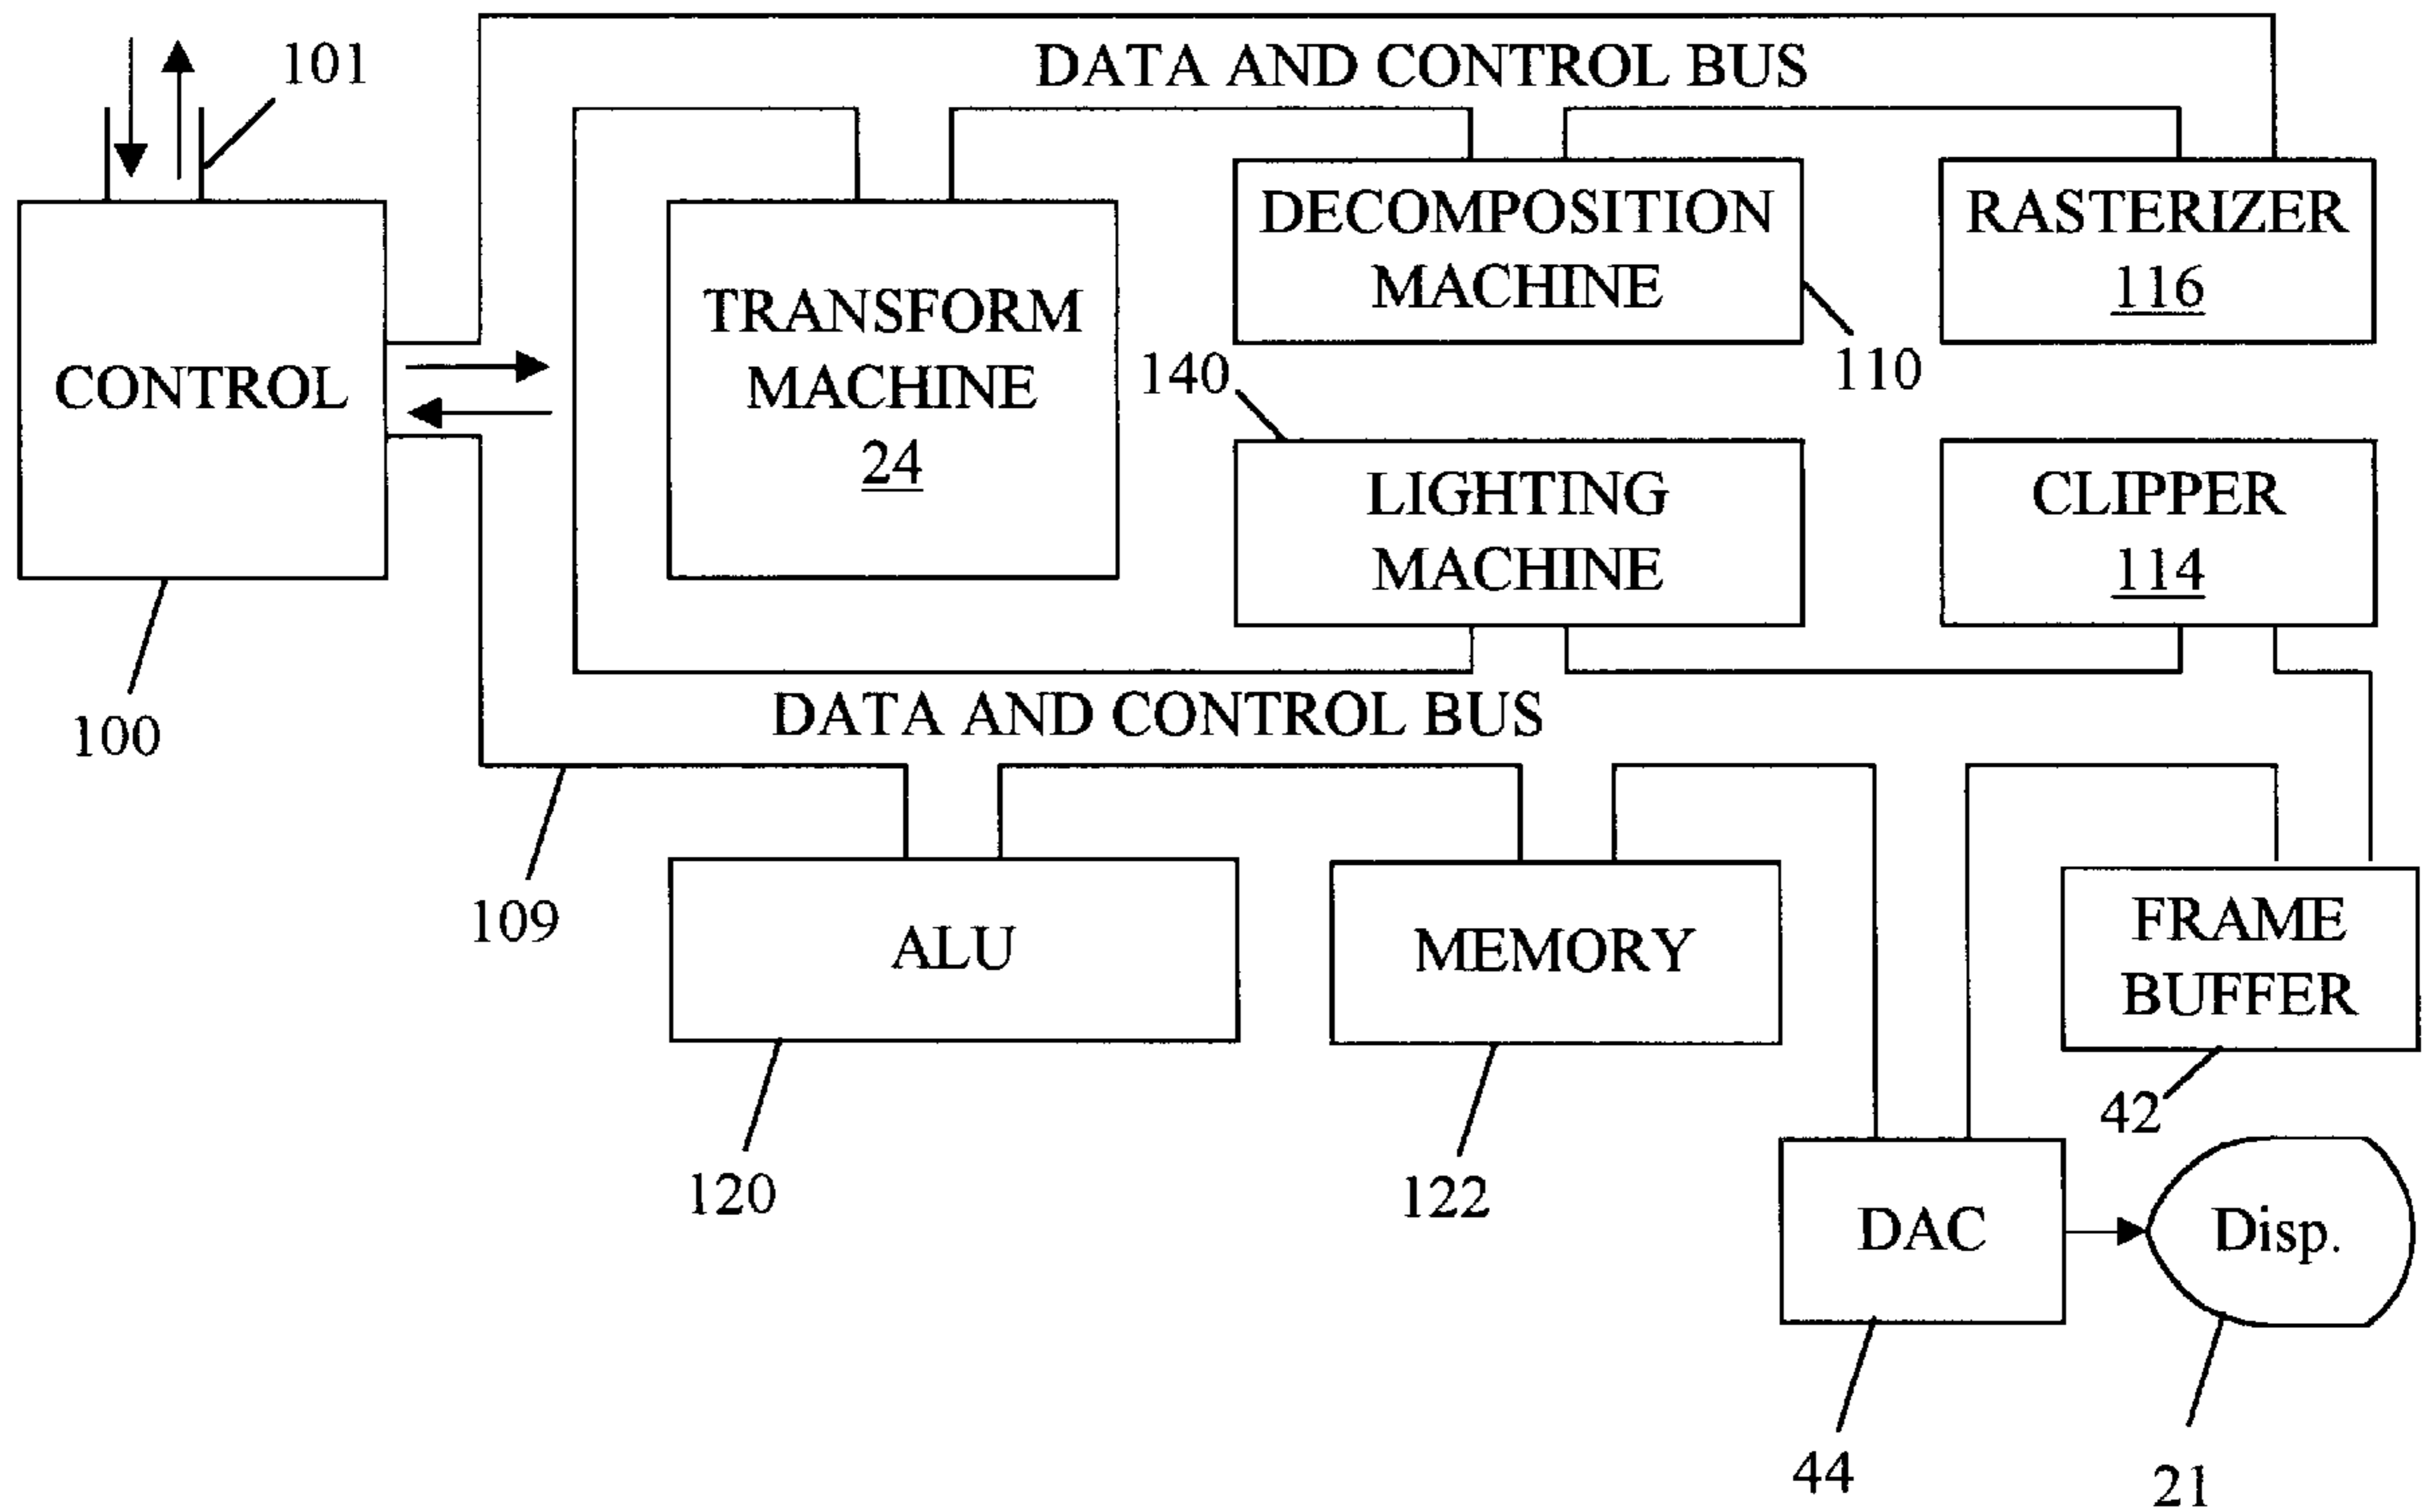 101
DATA AND CONTROL BUS
CONTROL
100
TRANSFORM
MACHINE
24
DECOMPOSITION
MACHINE
110
RASTERIZER
116
140
LIGHTING
MACHINE
CLIPPER
114
DATA AND CONTROL BUS
109
ALU
120
MEMORY
122
FRAME
BUFFER
42
DAC
44
Disp.
21